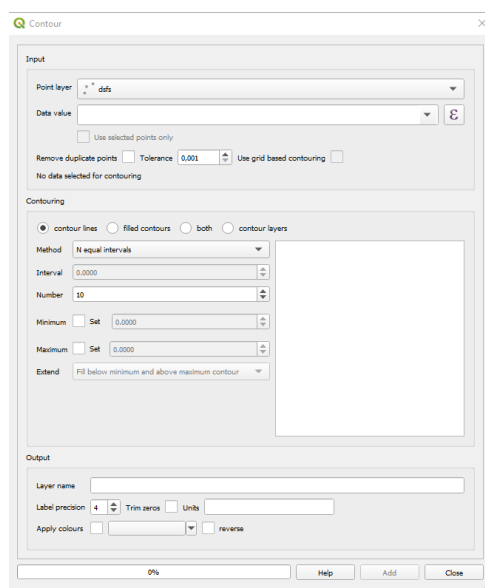 Contour
Input
Point layer dsfs
Data value ε
Use selected points only
Remove duplicate points Tolerance 0,001 Use grid based contouring
No data selected for contouring
Contouring
contour lines filled contours both contour layers
Method N equal intervals
Interval 0.0000
Number 10
Minimum Set 0.0000
Maximum Set 0.0000
Extend Fill below minimum and above maximum contour
Output
Layer name
Label precision 4 Trim zeros Units
Apply colours reverse
0% Help Add Close